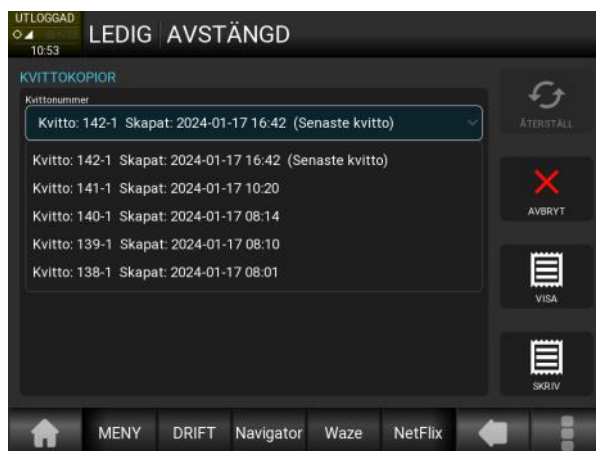 UTLOGGAD
10:53
LEDIG AVSTÄNGD
KVITTOKOPIOR
Kvittonummer
Kvitto: 142-1 Skapat: 2024-01-17 16:42 (Senaste kvitto)
Kvitto: 142-1 Skapat: 2024-01-17 16:42 (Senaste kvitto)
Kvitto: 141-1 Skapat: 2024-01-17 10:20
Kvitto: 140-1 Skapat: 2024-01-17 08:14
Kvitto: 139-1 Skapat: 2024-01-17 08:10
Kvitto: 138-1 Skapat: 2024-01-17 08:01
ÅTERSTÄLL
AVBRYT
VISA
SKRIV
MENY DRIFT Navigator Waze NetFlix